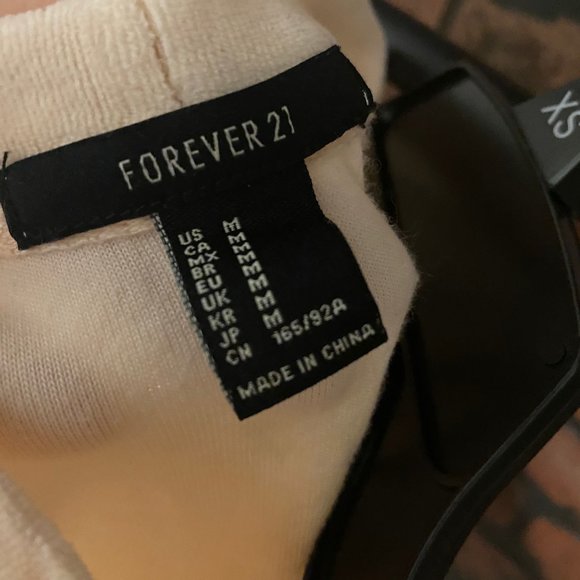 FOREVER 21
US M
CA M
MX M
BR M
EU M
UK M
KR M
JP M
CN 165/92A
MADE IN CHINA
XS